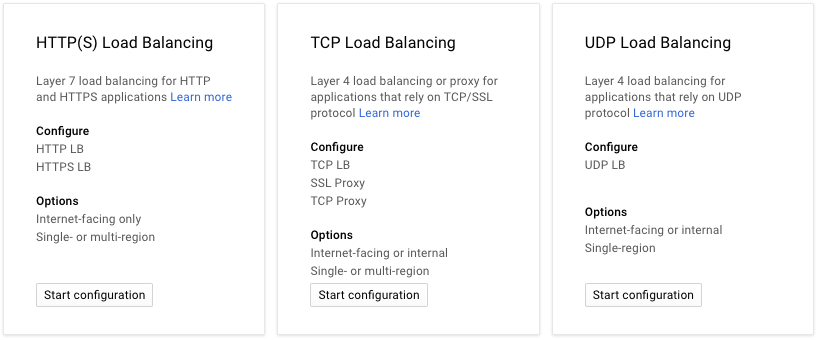 HTTP(S) Load Balancing
Layer 7 load balancing for HTTP
and HTTPS applications Learn more
Configure
HTTP LB
HTTPS LB
Options
Internet-facing only
Single- or multi-region
Start configuration
TCP Load Balancing
Layer 4 load balancing or proxy for
applications that rely on TCP/SSL
protocol Learn more
Configure
TCP LB
SSL Proxy
TCP Proxy
Options
Internet-facing or internal
Single- or multi-region
Start configuration
UDP Load Balancing
Layer 4 load balancing for
applications that rely on UDP
protocol Learn more
Configure
UDP LB
Options
Internet-facing or internal
Single-region
Start configuration